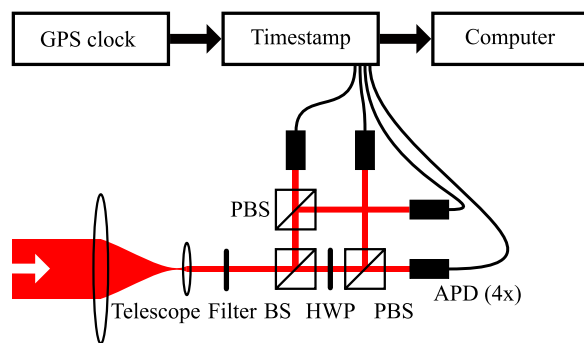 GPS clock
Timestamp
Computer
PBS
Telescope
Filter
BS
HWP
PBS
APD (4x)